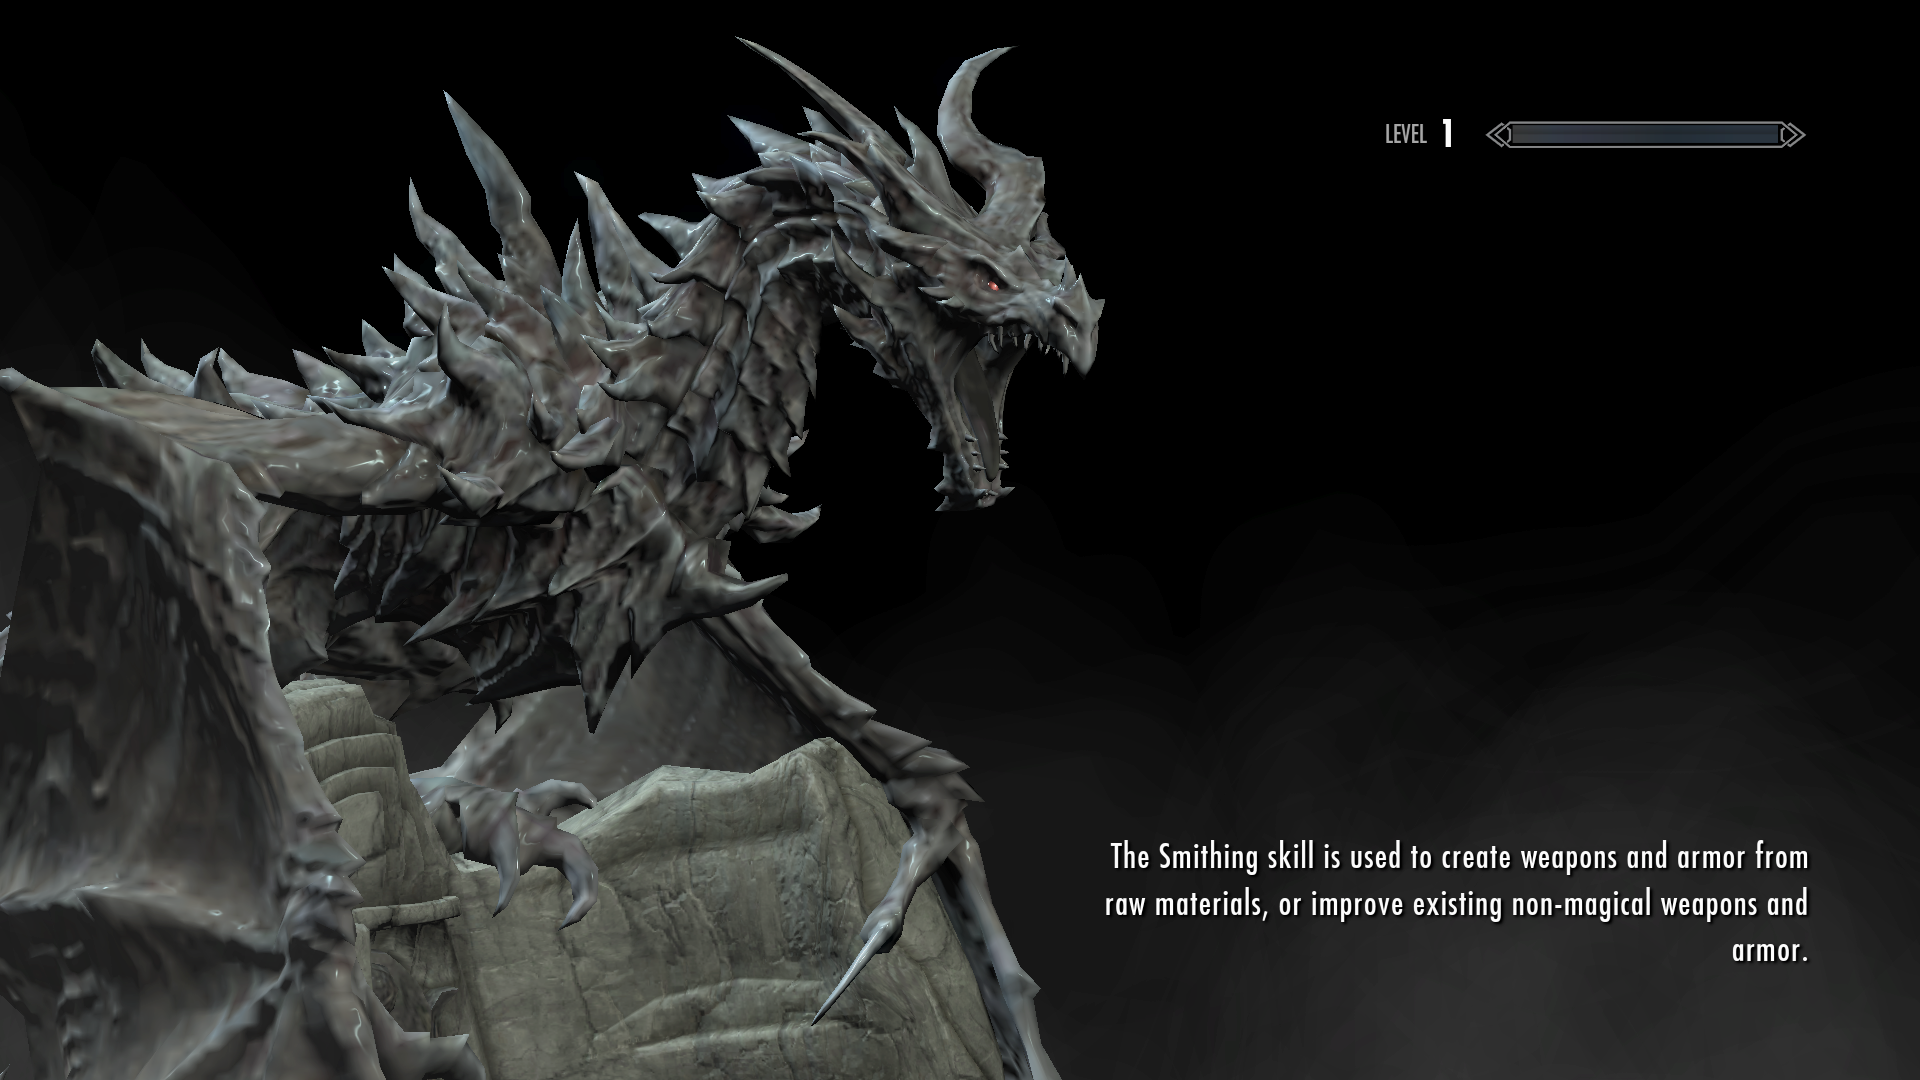 LEVEL 1
The Smithing skill is used to create weapons and armor from
raw materials, or improve existing non-magical weapons and
armor.